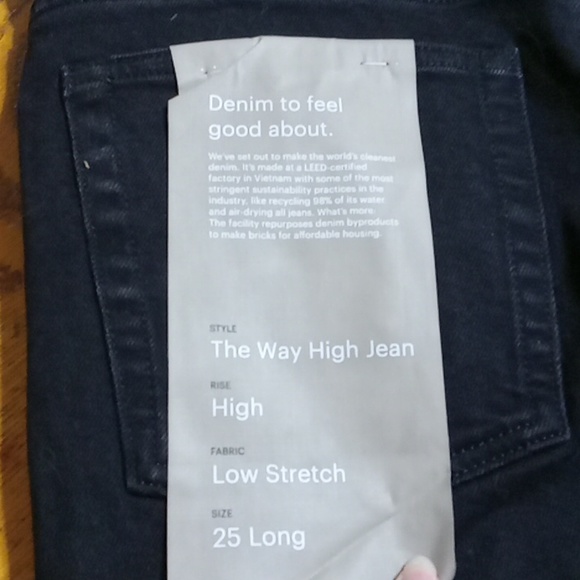 Denim to feel
good about.
We've set out to make the world's cleanest
denim. It's made at a LEED-certified
factory in Vietnam with some of the most
stringent sustainability practices in the
industry, like recycling 98% of its water
and air-drying all jeans. What's more:
The facility repurposes denim byproducts
to make bricks for affordable housing.
STYLE
The Way High Jean
RISE
High
FABRIC
Low Stretch
SIZE
25 Long